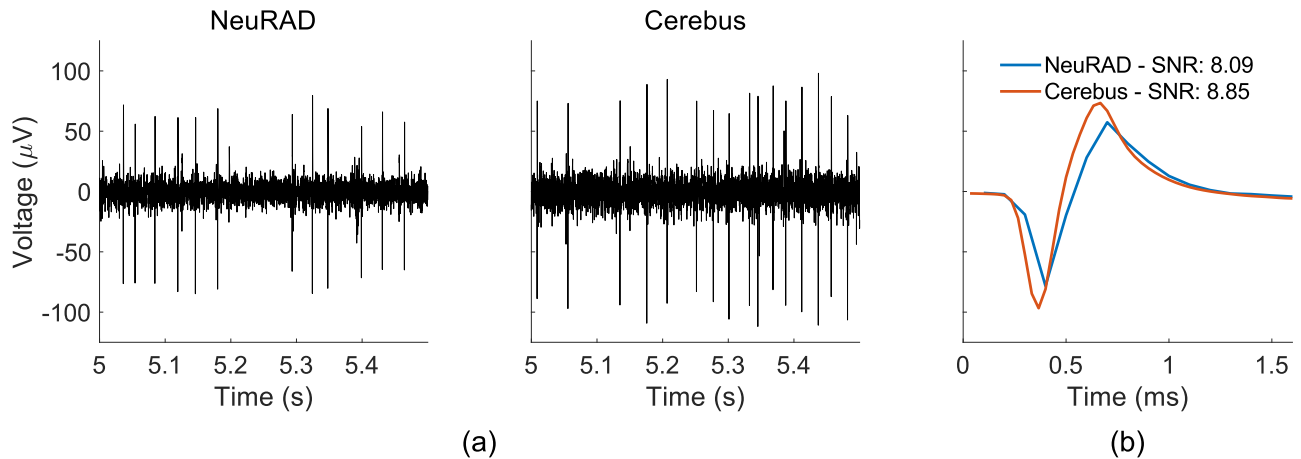 NeuRAD
Cerebus
100
50
0
-50
-100
Voltage (μV)
5 5.1 5.2 5.3 5.4
Time (s)
5 5.1 5.2 5.3 5.4
Time (s)
NeuRAD - SNR: 8.09
Cerebus - SNR: 8.85
0 0.5 1 1.5
Time (ms)
(a)
(b)